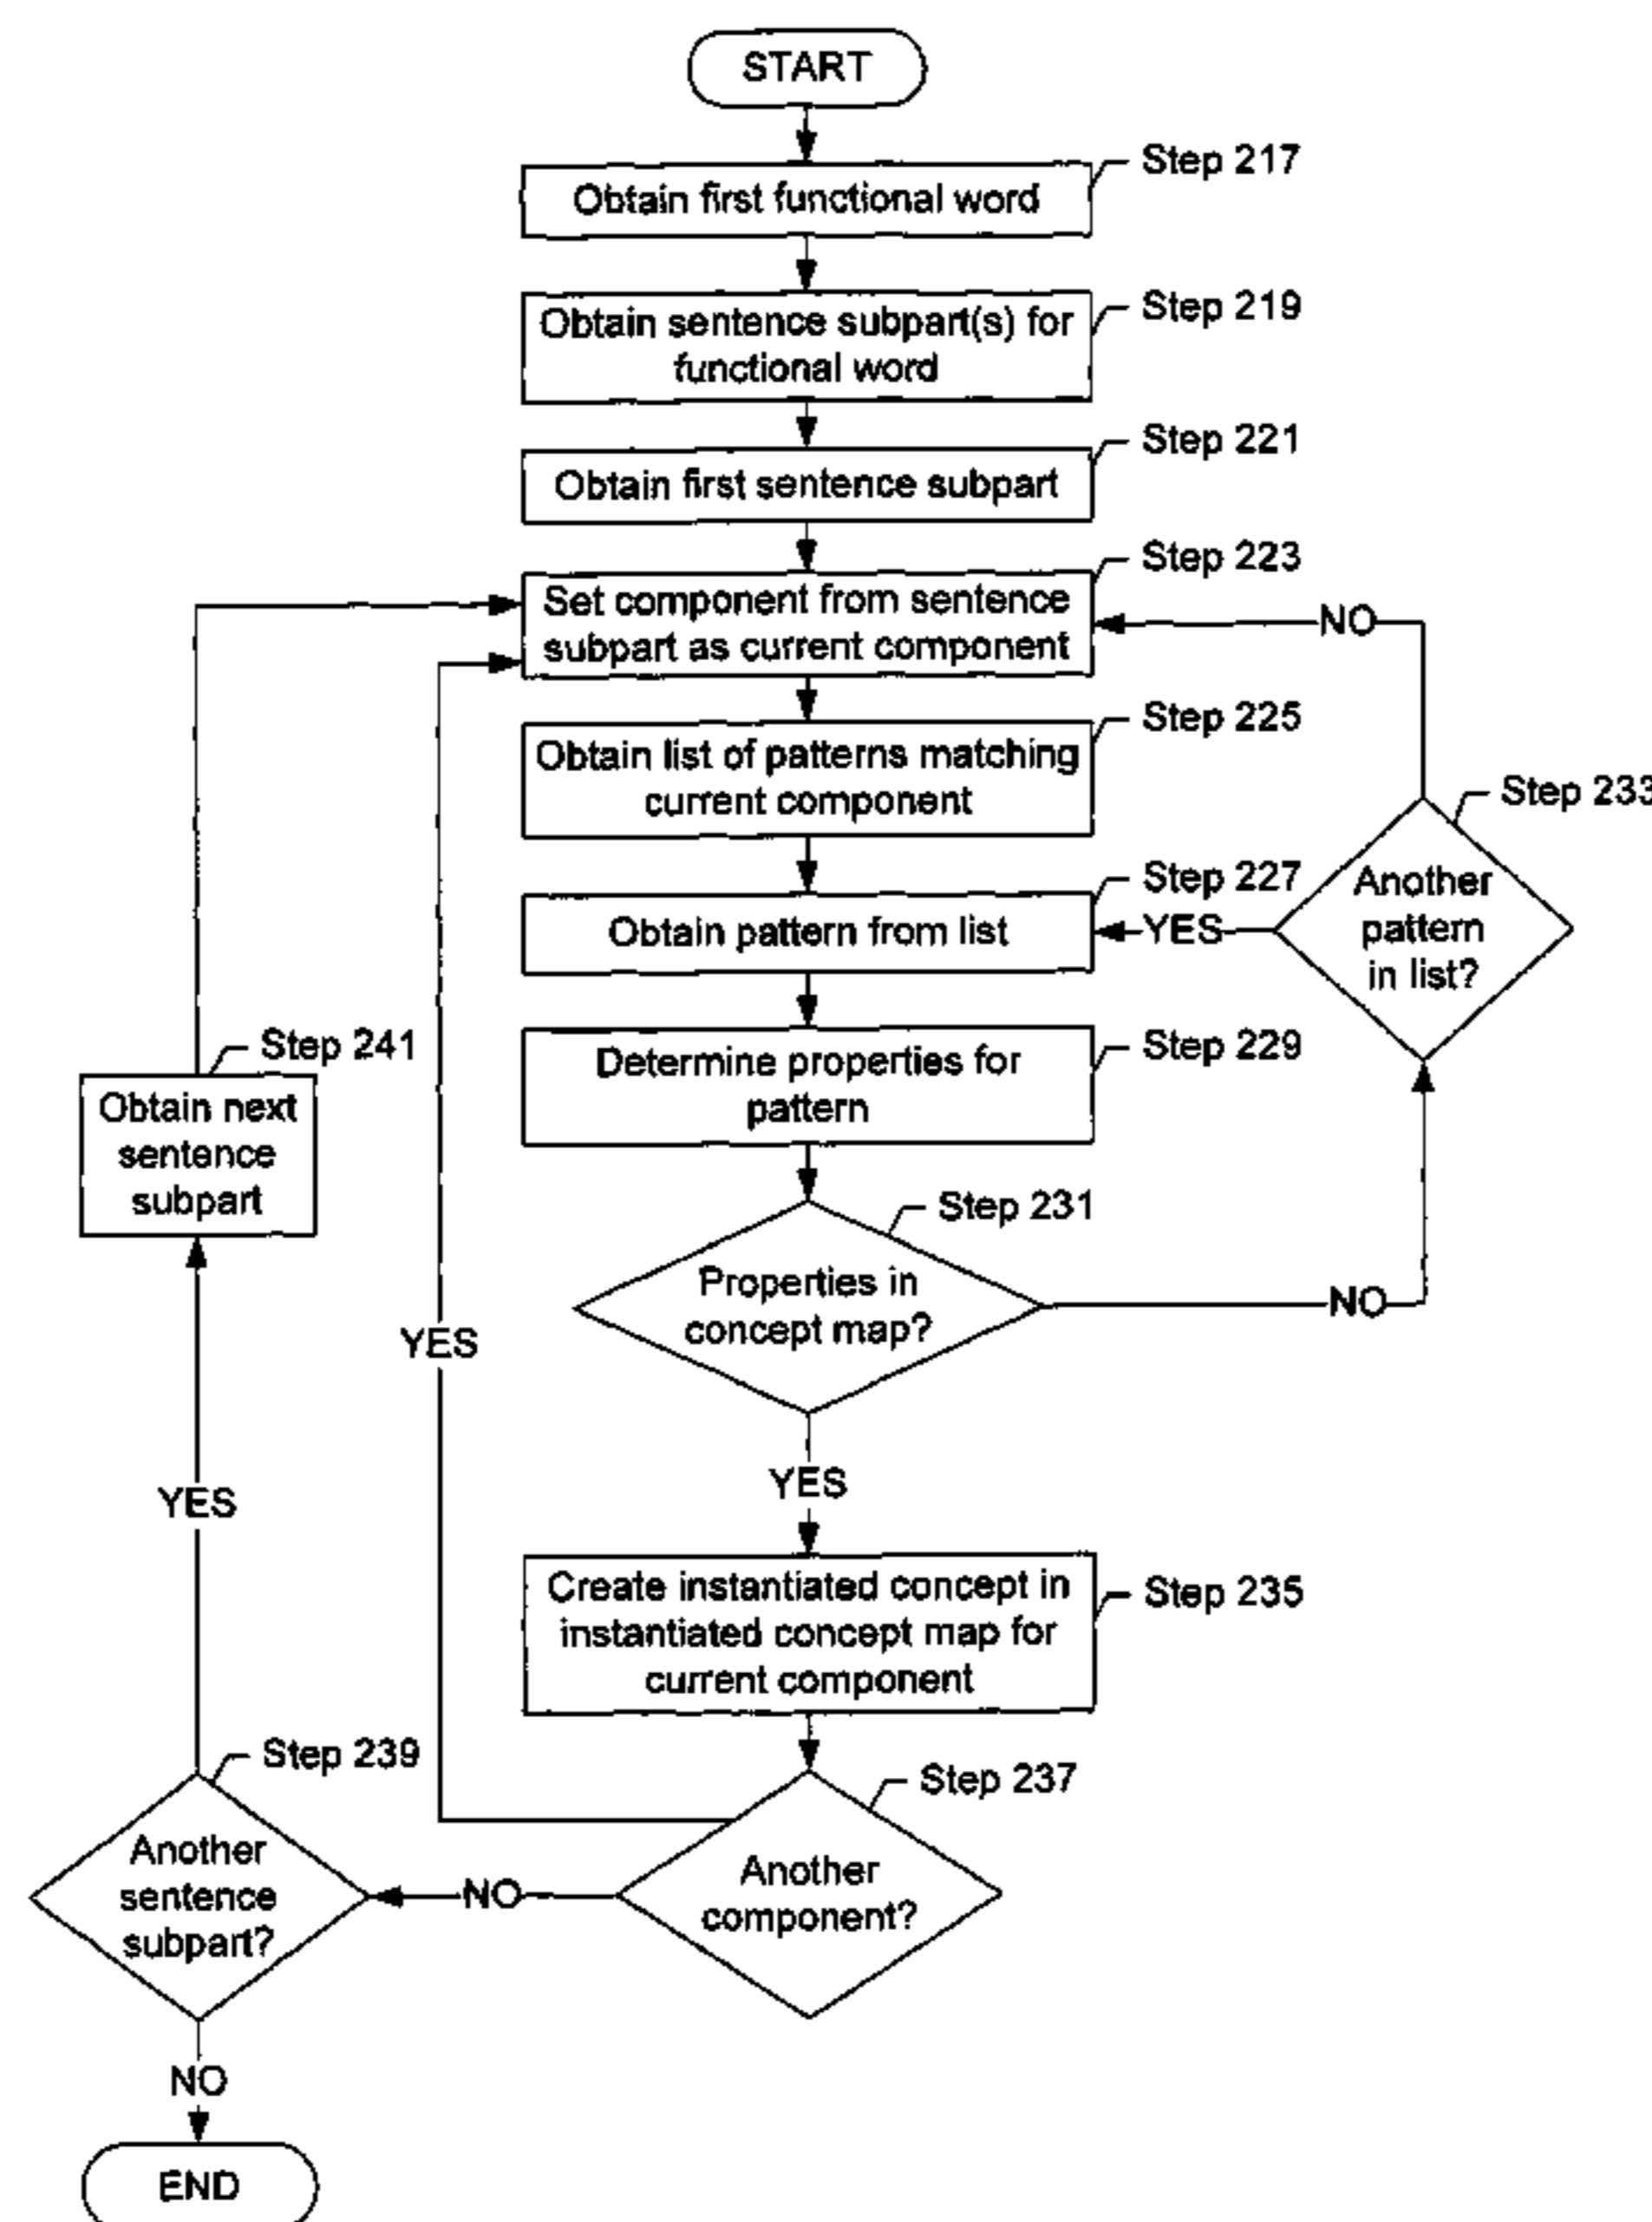 START
Step 217
Obtain first functional word
Step 219
Obtain sentence subpart(s) for
functional word
Step 221
Obtain first sentence subpart
Step 223
Set component from sentence
subpart as current component
NO
Step 225
Obtain list of patterns matching
current component
Step 233
Another
pattern
in list?
YES
Step 227
Obtain pattern from list
Step 229
Determine properties for
pattern
Step 241
Obtain next
sentence
subpart
Step 231
Properties in
concept map?
NO
YES
YES
YES
Create instantiated concept in
instantiated concept map for
current component
Step 235
Step 239
Another
sentence
subpart?
Step 237
Another
component?
NO
NO
END